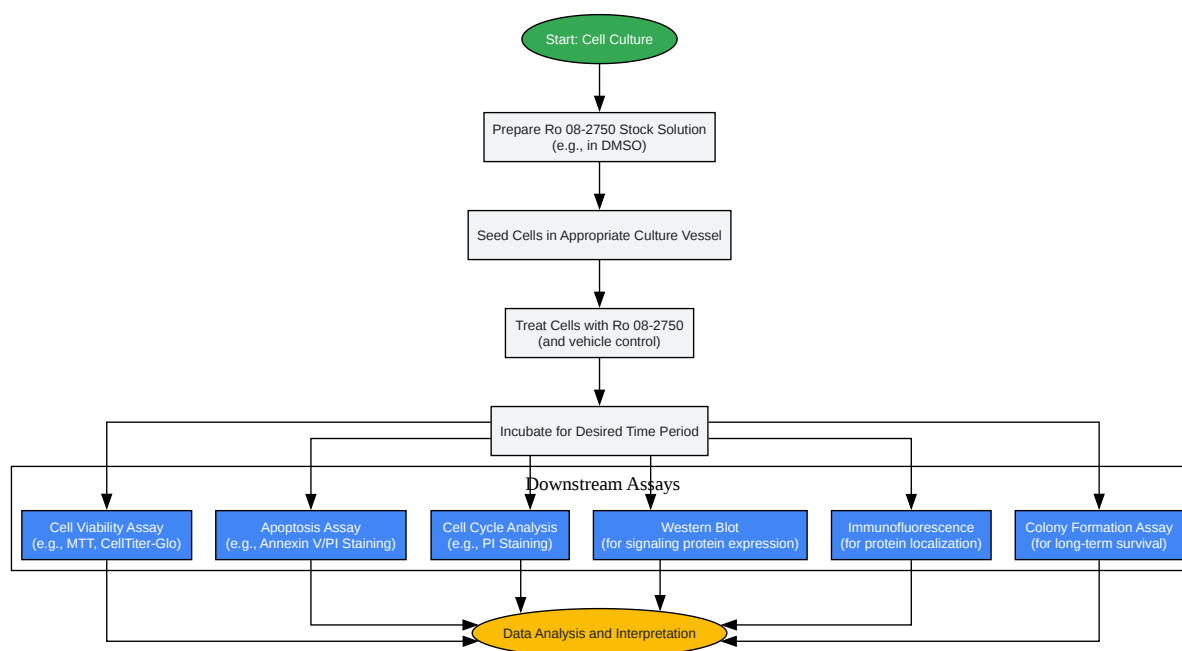 Start: Cell Culture
Prepare Ro 08-2750 Stock Solution
(e.g., in DMSO)
Seed Cells in Appropriate Culture Vessel
Treat Cells with Ro 08-2750
(and vehicle control)
Incubate for Desired Time Period
Downstream Assays
Cell Viability Assay
(e.g., MTT, CellTiter-Glo)
Apoptosis Assay
(e.g., Annexin V/PI Staining)
Cell Cycle Analysis
(e.g., PI Staining)
Western Blot
(for signaling protein expression)
Immunofluorescence
(for protein localization)
Colony Formation Assay
(for long-term survival)
Data Analysis and Interpretation